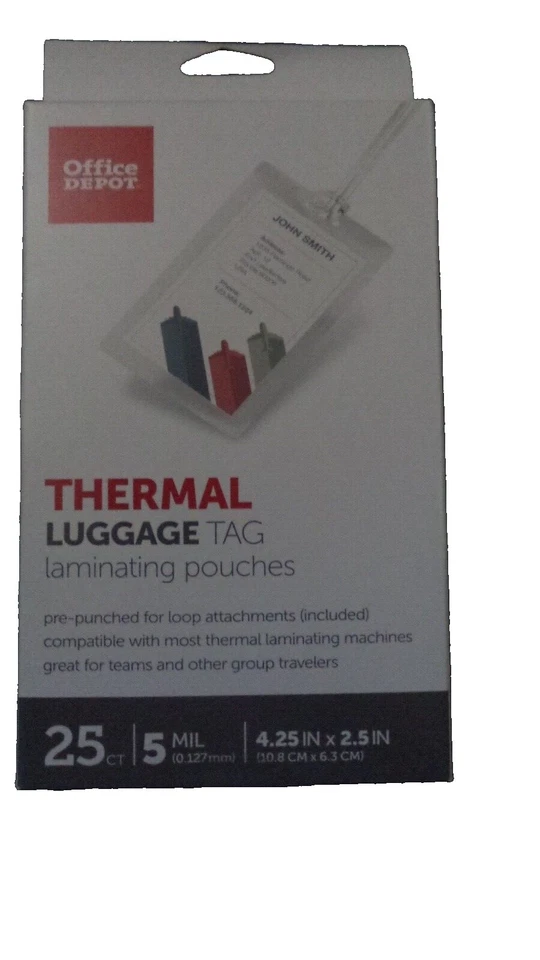 Office
DEPOT
JOHN SMITH
Address:
Phone:
THERMAL
LUGGAGE TAG
laminating pouches
pre-punched for loop attachments (included)
compatible with most thermal laminating machines
great for teams and other group travelers
25 CT
5 MIL
(0.127mm)
4.25 IN x 2.5 IN
(10.8 CM x 6.3 CM)